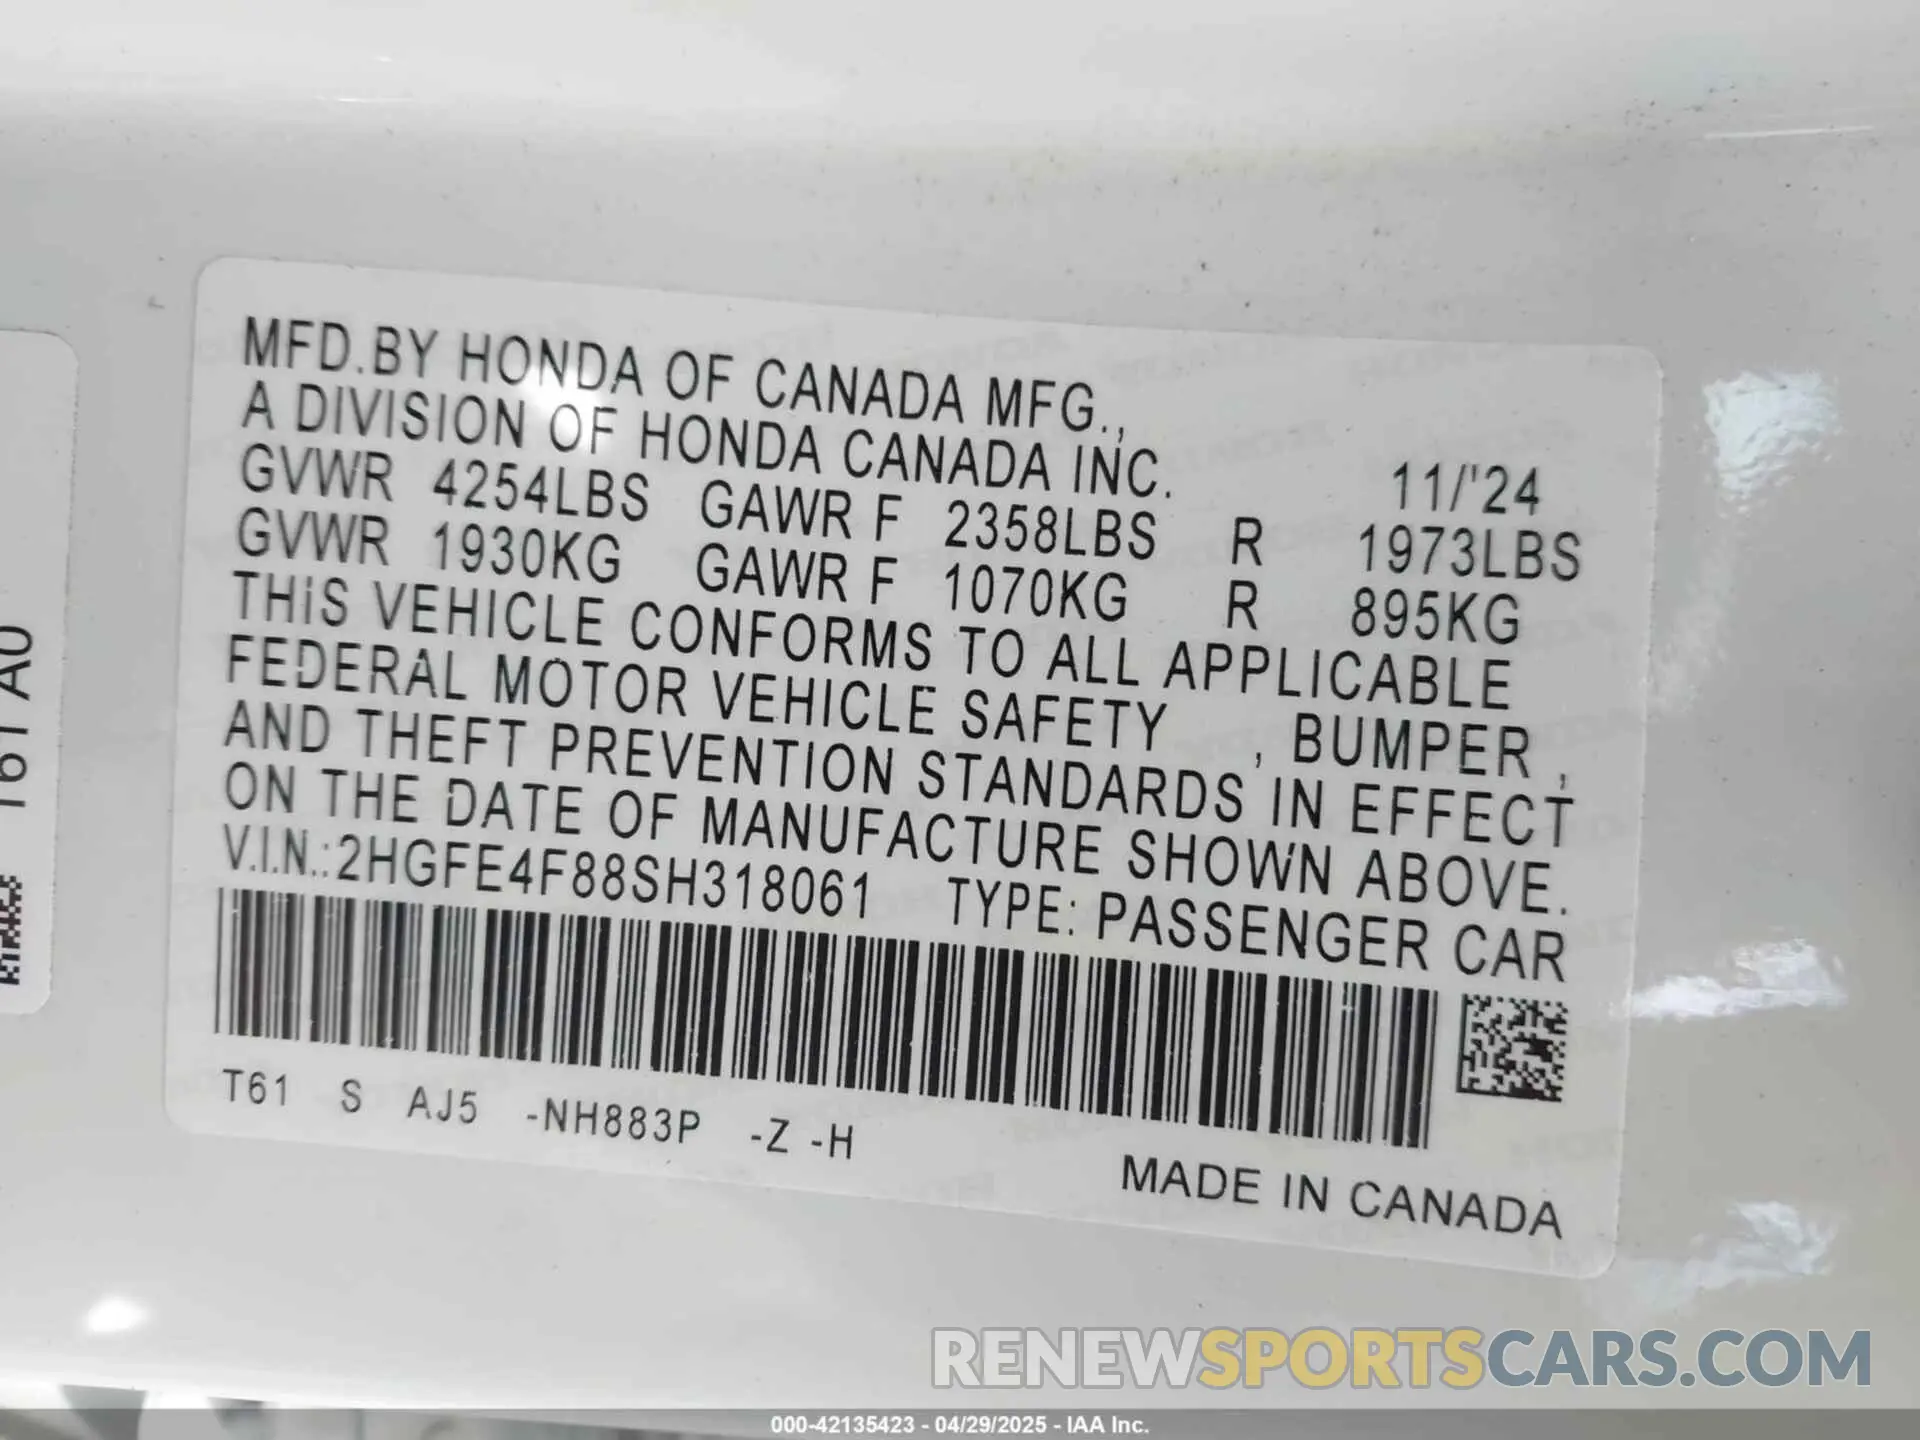 MFD.BY HONDA OF CANADA MFG.,
A DIVISION OF HONDA CANADA INC. 11/'24
GVWR 4254LBS GAWR F 2358LBS R 1973LBS
GVWR 1930KG GAWR F 1070KG R 895KG
THIS VEHICLE CONFORMS TO ALL APPLICABLE
FEDERAL MOTOR VEHICLE SAFETY , BUMPER ,
AND THEFT PREVENTION STANDARDS IN EFFECT
ON THE DATE OF MANUFACTURE SHOWN ABOVE.
V.I.N.:2HGFE4F88SH318061 TYPE: PASSENGER CAR
T61 S AJ5 -NH883P -Z -H
MADE IN CANADA
T61 A0
RENEWSPORTSCARS.COM
000-42135423 - 04/29/2025 - IAA Inc.